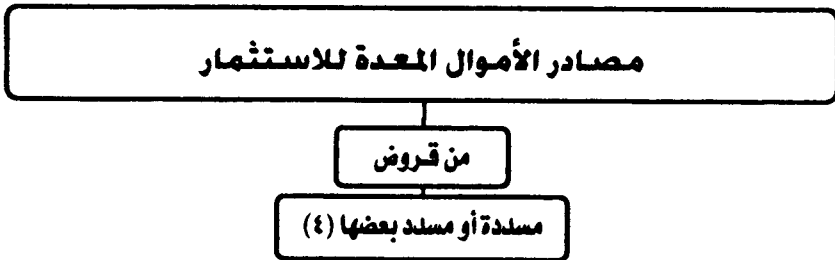 مصادر الأموال المعدة للاستثمار
من قروض
مسددة أو مسدد بعضها (٤)